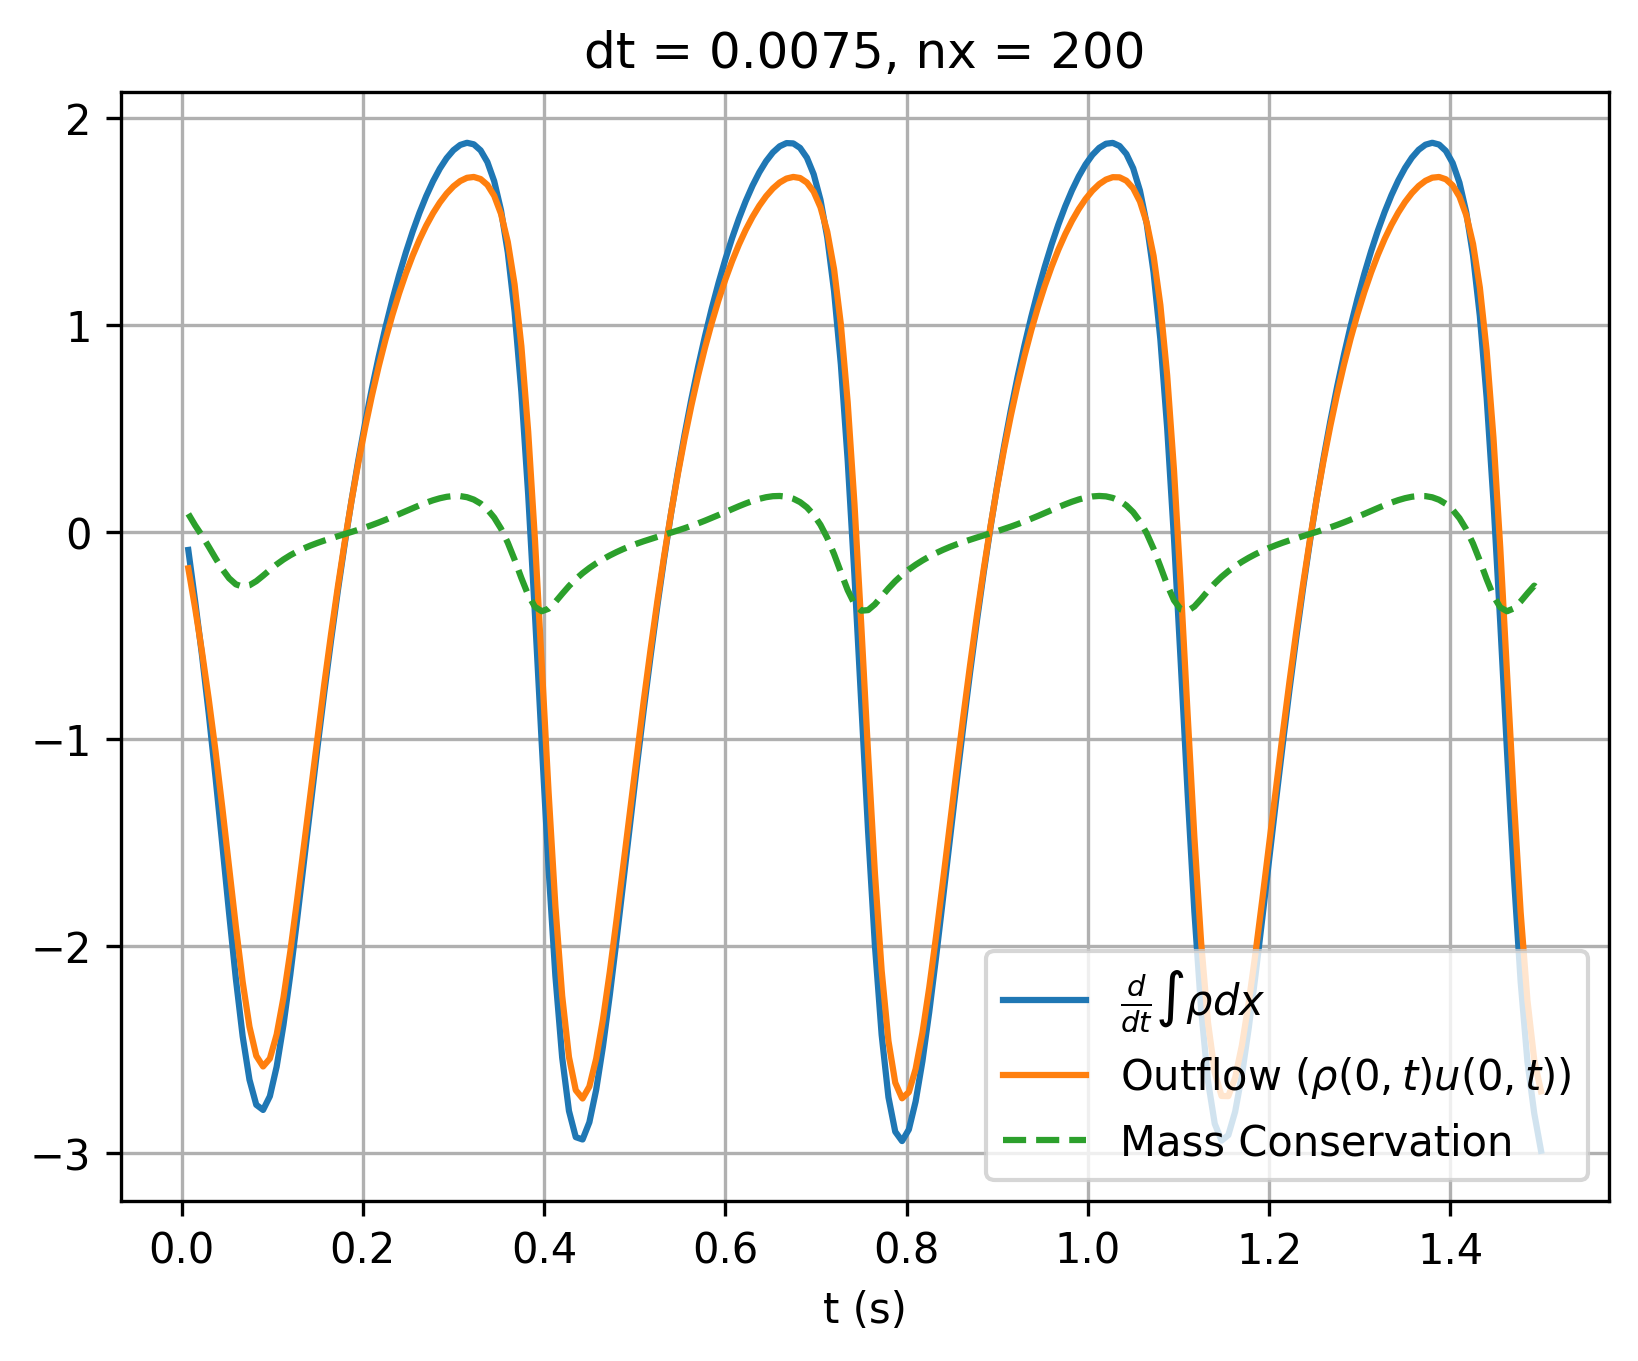 dt = 0.0075, nx = 200
2
1
0
−1
−2
−3
d/dt ∫ρdx
Outflow (ρ(0, t)u(0, t))
Mass Conservation
0.0 0.2 0.4 0.6 0.8 1.0 1.2 1.4
t (s)